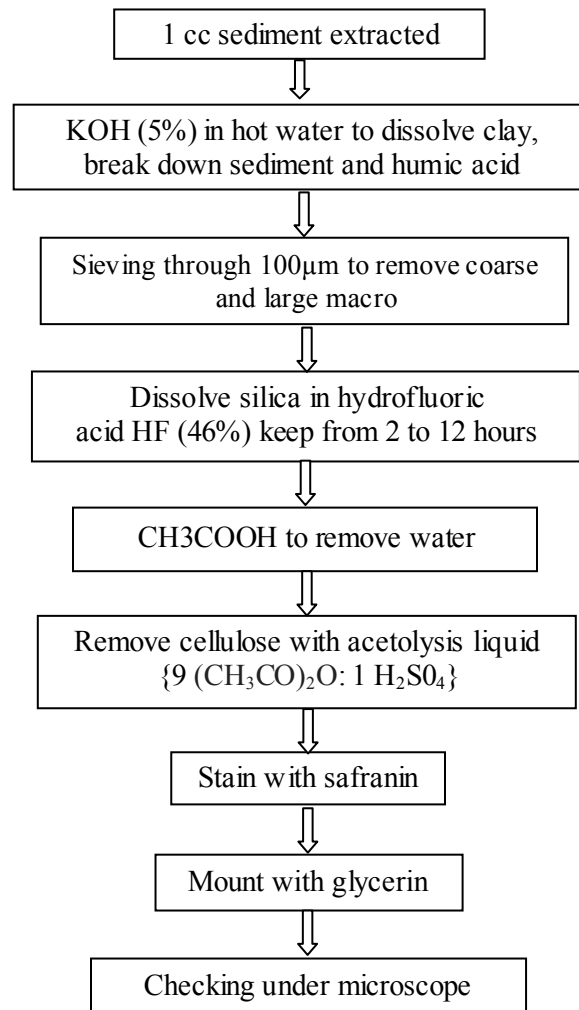 1 cc sediment extracted
KOH (5%) in hot water to dissolve clay,
break down sediment and humic acid
Sieving through 100µm to remove coarse
and large macro
Dissolve silica in hydrofluoric
acid HF (46%) keep from 2 to 12 hours
CH3COOH to remove water
Remove cellulose with acetolysis liquid
{9 (CH₃CO)₂O: 1 H₂S0₄}
Stain with safranin
Mount with glycerin
Checking under microscope